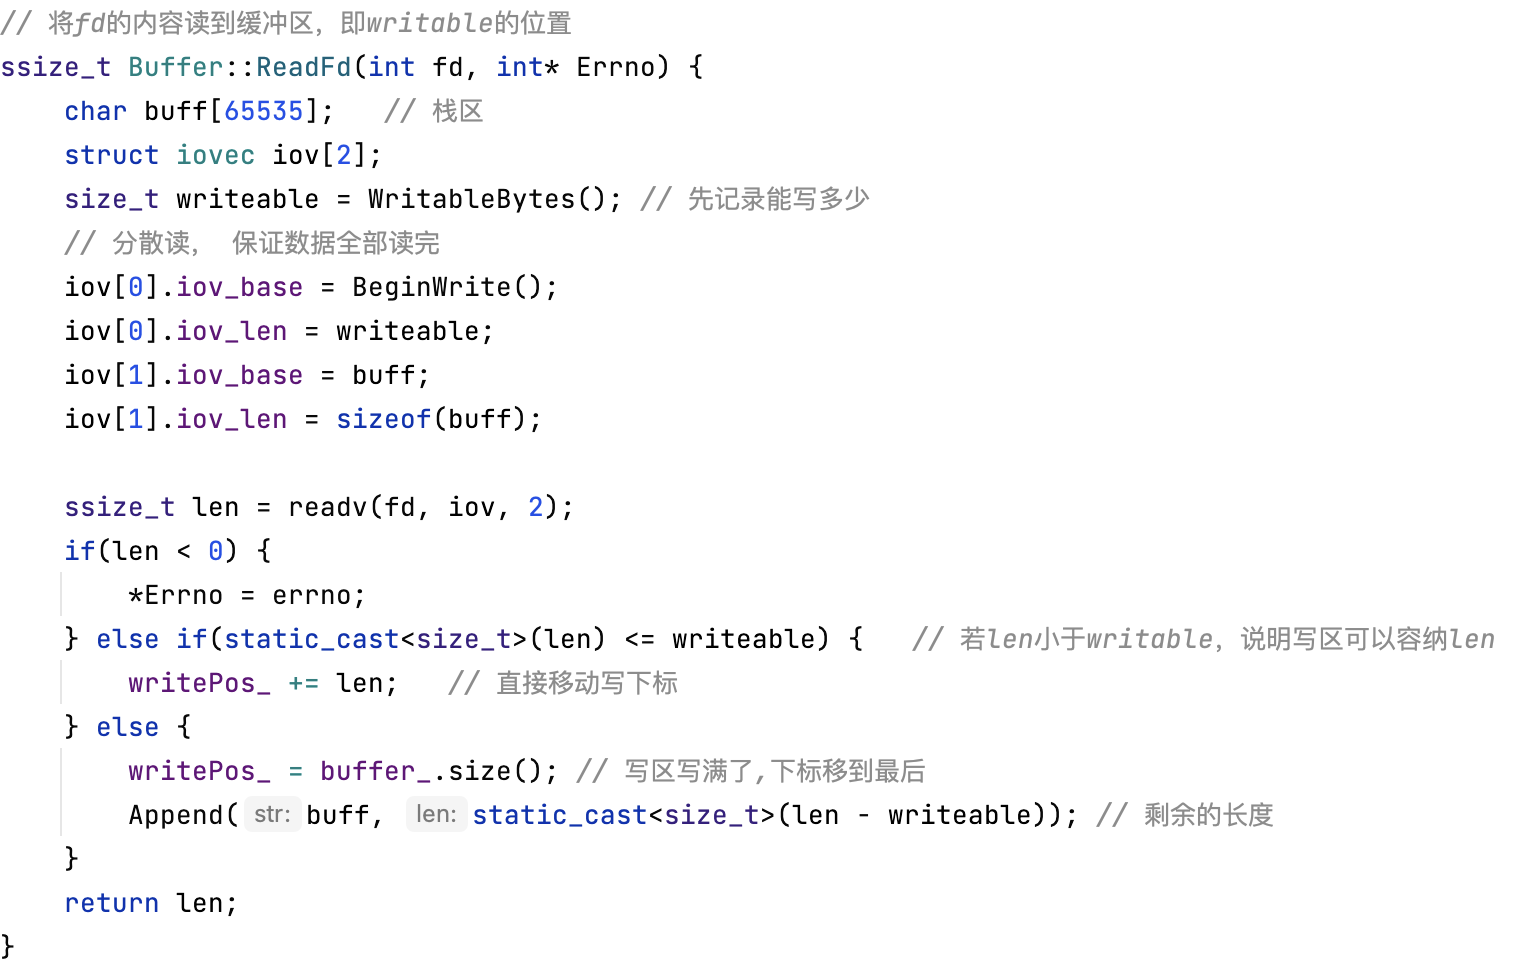 // 将fd的内容读到缓冲区，即writable的位置
ssize_t Buffer::ReadFd(int fd, int* Errno) {
    char buff[65535];   // 栈区
    struct iovec iov[2];
    size_t writeable = WritableBytes(); // 先记录能写多少
    // 分散读， 保证数据全部读完
    iov[0].iov_base = BeginWrite();
    iov[0].iov_len = writeable;
    iov[1].iov_base = buff;
    iov[1].iov_len = sizeof(buff);

    ssize_t len = readv(fd, iov, 2);
    if(len < 0) {
        *Errno = errno;
    } else if(static_cast<size_t>(len) <= writeable) {   // 若len小于writable，说明写区可以容纳len
        writePos_ += len;   // 直接移动写下标
    } else {
        writePos_ = buffer_.size(); // 写区写满了,下标移到最后
        Append( str: buff,  len: static_cast<size_t>(len - writeable)); // 剩余的长度
    }
    return len;
}